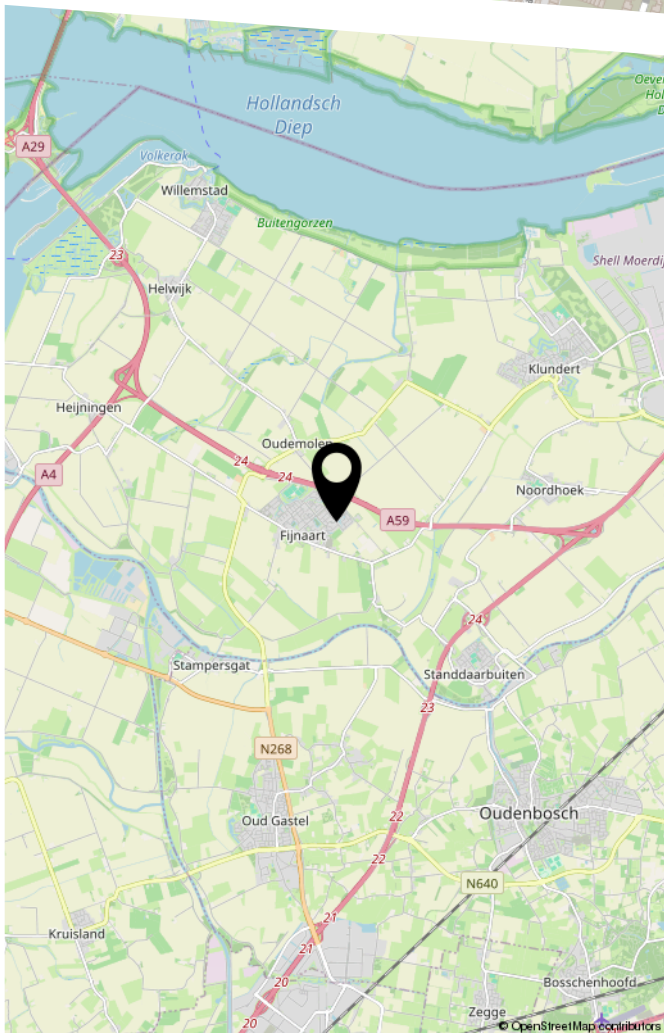 Hollandsch
Diep
A29
Volkerak
Willemstad
Buitengorzen
23
Shell Moerdij
Helwijk
Klundert
Heijningen
Oudemolen
24
24
A4
Noordhoek
A59
Fijnaart
24
Stampersgat
Standdaarbuiten
23
N268
Oudenbosch
22
Oud Gastel
22
N640
21
Kruisland
21
20
Bosschenhoofd
Zegge
20
© OpenStreetMap contributors